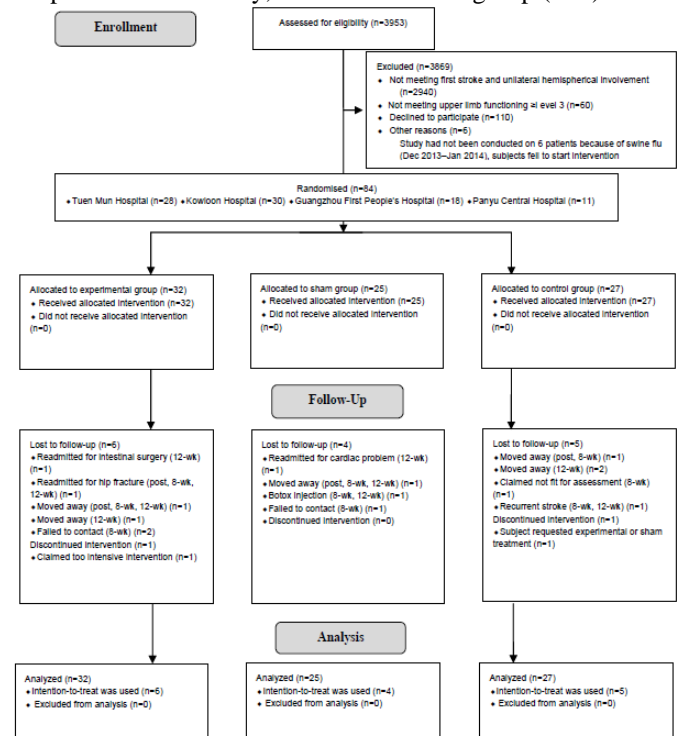 Enrollment
Assessed for eligibility (n=3953)
Excluded (n=3869)
◆ Not meeting first stroke and unilateral hemispherical involvement
(n=2940)
◆ Not meeting upper limb functioning ≥l evel 3 (n=60)
◆ Declined to participate (n=110)
◆ Other reasons (n=6)
Study had not been conducted on 6 patients because of swine flu
(Dec 2013–Jan 2014), subjects fell to start intervention
Randomised (n=84)
◆Tuen Mun Hospital (n=28) ◆Kowloon Hospital (n=30) ◆Guangzhou First People's Hospital (n=18) ◆Panyu Central Hospital (n=11)
Allocated to experimental group (n=32)
◆ Received allocated intervention (n=32)
◆ Did not receive allocated intervention
(n=0)
Allocated to sham group (n=25)
◆ Received allocated intervention (n=25)
◆ Did not receive allocated intervention
(n=0)
Allocated to control group (n=27)
◆ Received allocated intervention (n=27)
◆ Did not receive allocated intervention
(n=0)
Follow-Up
Lost to follow-up (n=6)
◆Readmitted for intestinal surgery (12-wk)
(n=1)
◆Readmitted for hip fracture (post, 8-wk,
12-wk) (n=1)
◆Moved away (post, 8-wk, 12-wk) (n=1)
◆Moved away (12-wk) (n=1)
◆Failed to contact (8-wk) (n=2)
Discontinued intervention (n=1)
◆Claimed too intensive intervention (n=1)
Lost to follow-up (n=4)
◆Readmitted for cardiac problem (12-wk)
(n=1)
◆Moved away (post, 8-wk, 12-wk) (n=1)
◆Botox injection (8-wk, 12-wk) (n=1)
◆Failed to contact (8-wk) (n=1)
◆Discontinued intervention (n=0)
Lost to follow-up (n=5)
◆Moved away (post, 8-wk) (n=1)
◆Moved away (12-wk) (n=2)
◆Claimed not fit for assessment (8-wk)
(n=1)
◆Recurrent stroke (8-wk, 12-wk) (n=1)
Discontinued intervention (n=1)
◆Subject requested experimental or sham
treatment (n=1)
Analysis
Analyzed (n=32)
◆Intention-to-treat was used (n=6)
◆ Excluded from analysis (n=0)
Analyzed (n=25)
◆Intention-to-treat was used (n=4)
◆ Excluded from analysis (n=0)
Analyzed (n=27)
◆Intention-to-treat was used (n=5)
◆ Excluded from analysis (n=0)